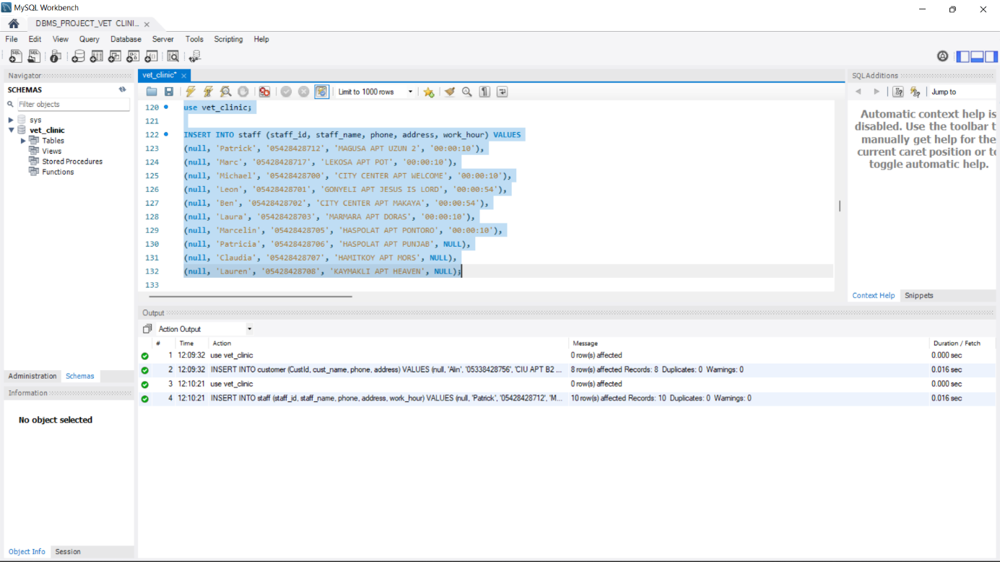 MySQL Workbench
DBMS_PROJECT_VET CLINI... ×
File Edit View Query Database Server Tools Scripting Help
Navigator
SCHEMAS
Filter objects
sys
vet_clinic
Tables
Views
Stored Procedures
Functions
Administration Schemas
Information
No object selected
Object Info Session
vet_clinic* ×
Limit to 1000 rows
120 use vet_clinic;
121
122 INSERT INTO staff (staff_id, staff_name, phone, address, work_hour) VALUES
123 (null, 'Patrick', '05428428712', 'MAGUSA APT UZUN 2', '00:00:10'),
124 (null, 'Marc', '05428428717', 'LEKOSA APT POT', '00:00:10'),
125 (null, 'Michael', '05428428700', 'CITY CENTER APT WELCOME', '00:00:10'),
126 (null, 'Leon', '05428428701', 'GONYELI APT JESUS IS LORD', '00:00:54'),
127 (null, 'Ben', '05428428702', 'CITY CENTER APT MAKAYA', '00:00:54'),
128 (null, 'Laura', '05428428703', 'MARMARA APT DORAS', '00:00:10'),
129 (null, 'Marcelin', '05428428705', 'HASPOLAT APT PONTORO', '00:00:10'),
130 (null, 'Patricia', '05428428706', 'HASPOLAT APT PUNJAB', NULL),
131 (null, 'Claudia', '05428428707', 'HAMITKOY APT MORS', NULL),
132 (null, 'Lauren', '05428428708', 'KAYMAKLI APT HEAVEN', NULL);
133
SQLAdditions
Jump to
Automatic context help is
disabled. Use the toolbar t
manually get help for the
current caret position or to
toggle automatic help.
Context Help Snippets
Output
Action Output
# Time Action Message Duration / Fetch
1 12:09:32 use vet_clinic 0 row(s) affected 0.000 sec
2 12:09:32 INSERT INTO customer (CustId, cust_name, phone, address) VALUES (null, 'Alin', '05338428756', 'CIU APT B2 ... 8 row(s) affected Records: 8 Duplicates: 0 Warnings: 0 0.016 sec
3 12:10:21 use vet_clinic 0 row(s) affected 0.000 sec
4 12:10:21 INSERT INTO staff (staff_id, staff_name, phone, address, work_hour) VALUES (null, 'Patrick', '05428428712', 'M... 10 row(s) affected Records: 10 Duplicates: 0 Warnings: 0 0.016 sec